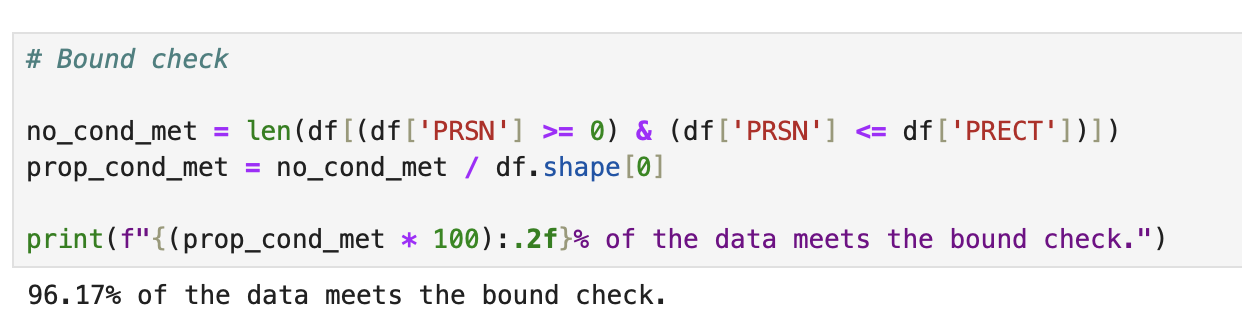 # Bound check
no_cond_met = len(df[(df['PRSN'] >= 0) & (df['PRSN'] <= df['PRECT'])])
prop_cond_met = no_cond_met / df.shape[0]
print(f"{(prop_cond_met * 100):.2f}% of the data meets the bound check.")
96.17% of the data meets the bound check.